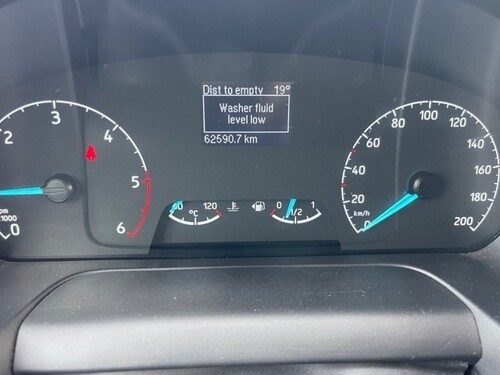 Dist to empty 19°
Washer fluid
level low
62590.7 km
2 3 4 5 6
x1000
0
60 120
°C
0 1/2 1
0 20 40 60 80 100 120 140 160 180 200
km/h